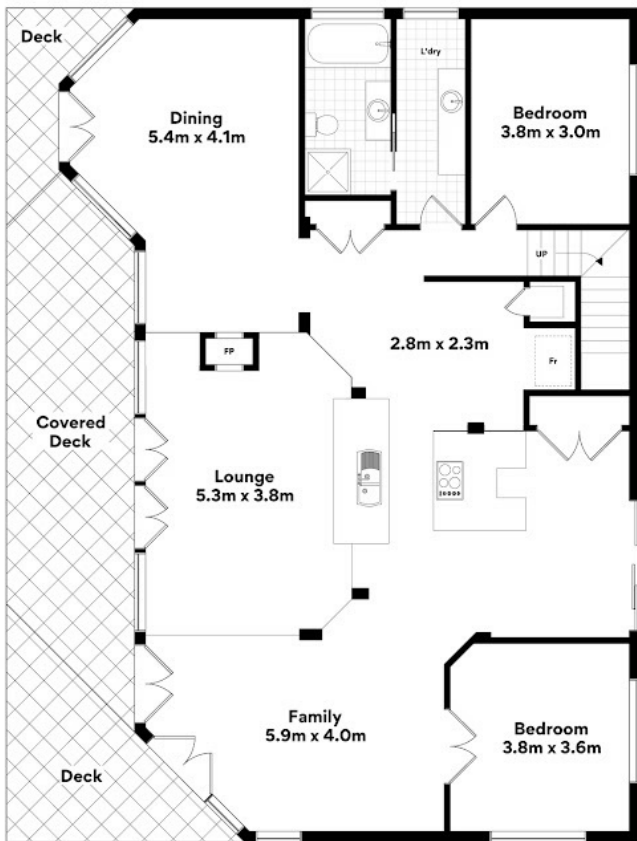 Deck
Dining
5.4m x 4.1m
L'dry
Bedroom
3.8m x 3.0m
UP
2.8m x 2.3m
FP
Fr
Covered
Deck
Lounge
5.3m x 3.8m
Family
5.9m x 4.0m
Bedroom
3.8m x 3.6m
Deck